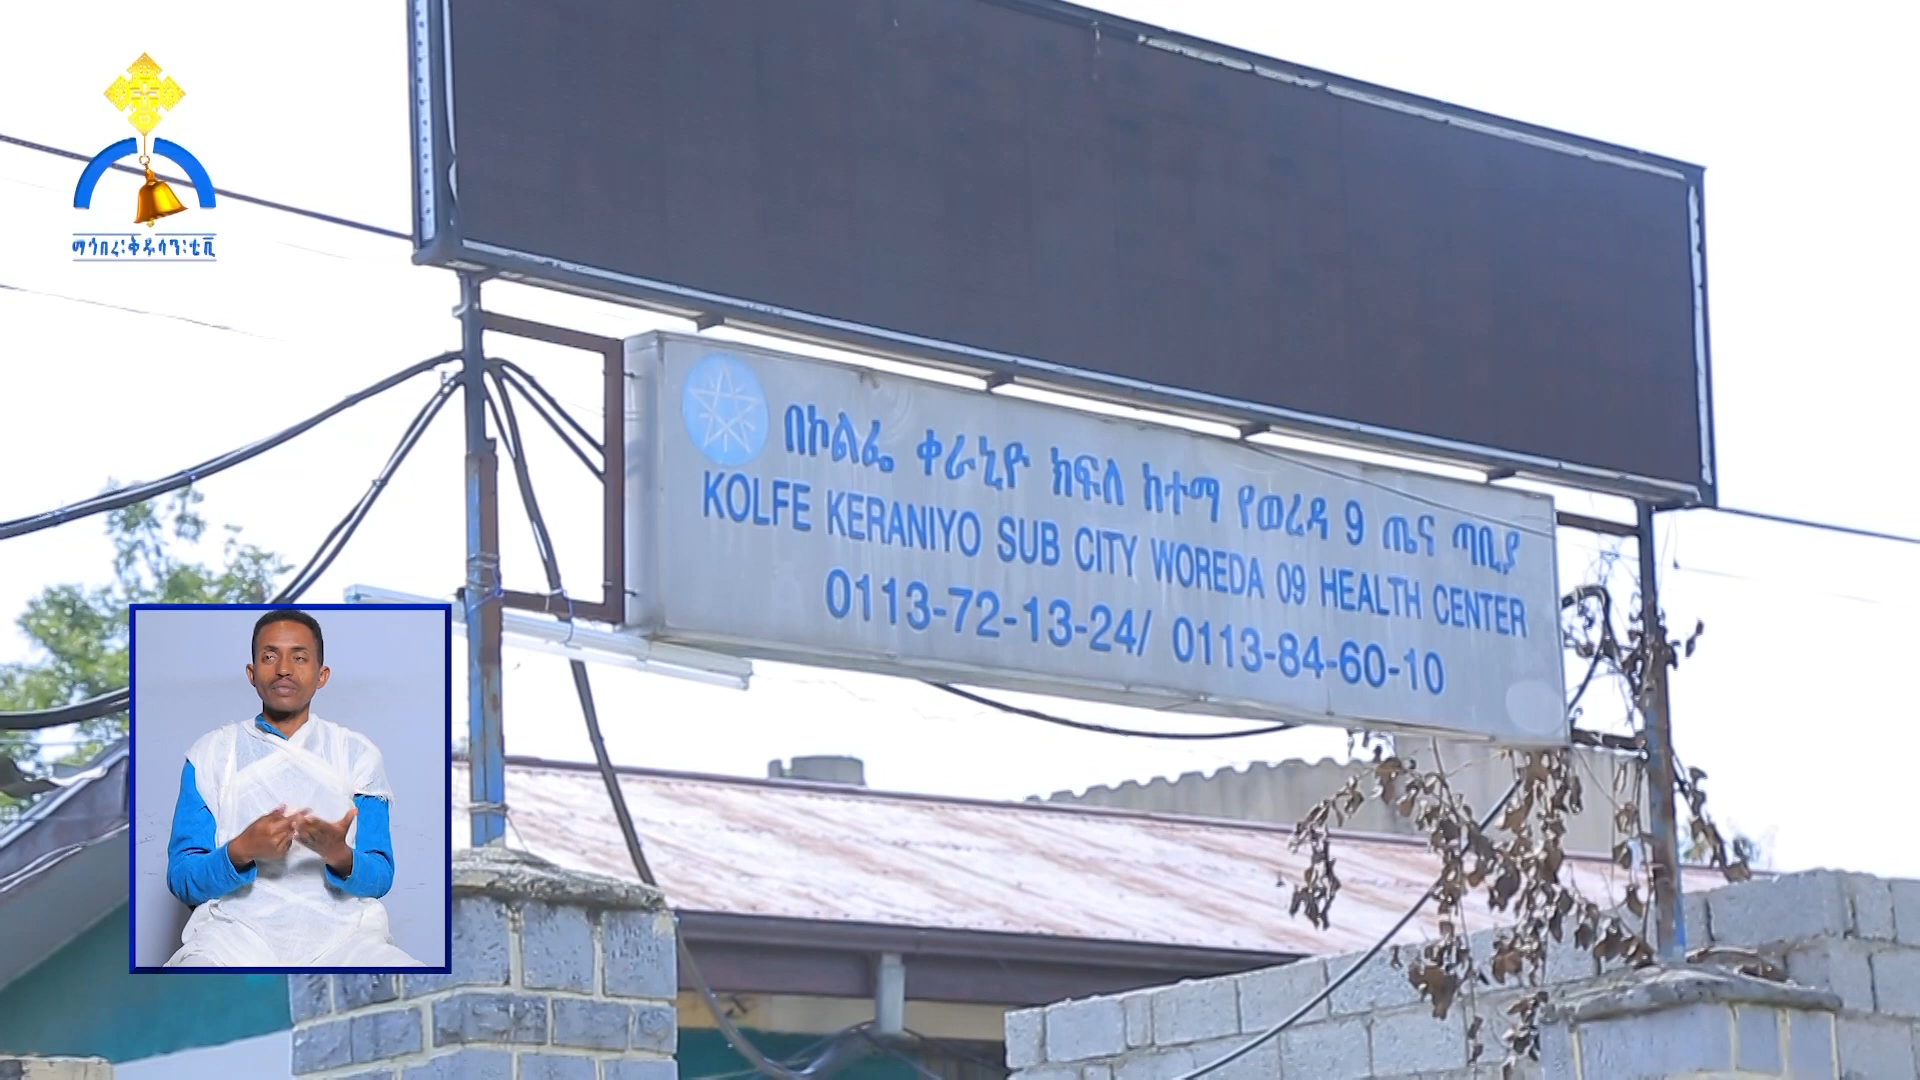 ማኅበረ፡ቅዱሳን፡ቲቪ
በኮልፌ ቀራኒዮ ክፍለ ከተማ የወረዳ 9 ጤና ጣቢያ
KOLFE KERANIYO SUB CITY WOREDA 09 HEALTH CENTER
0113-72-13-24/ 0113-84-60-10